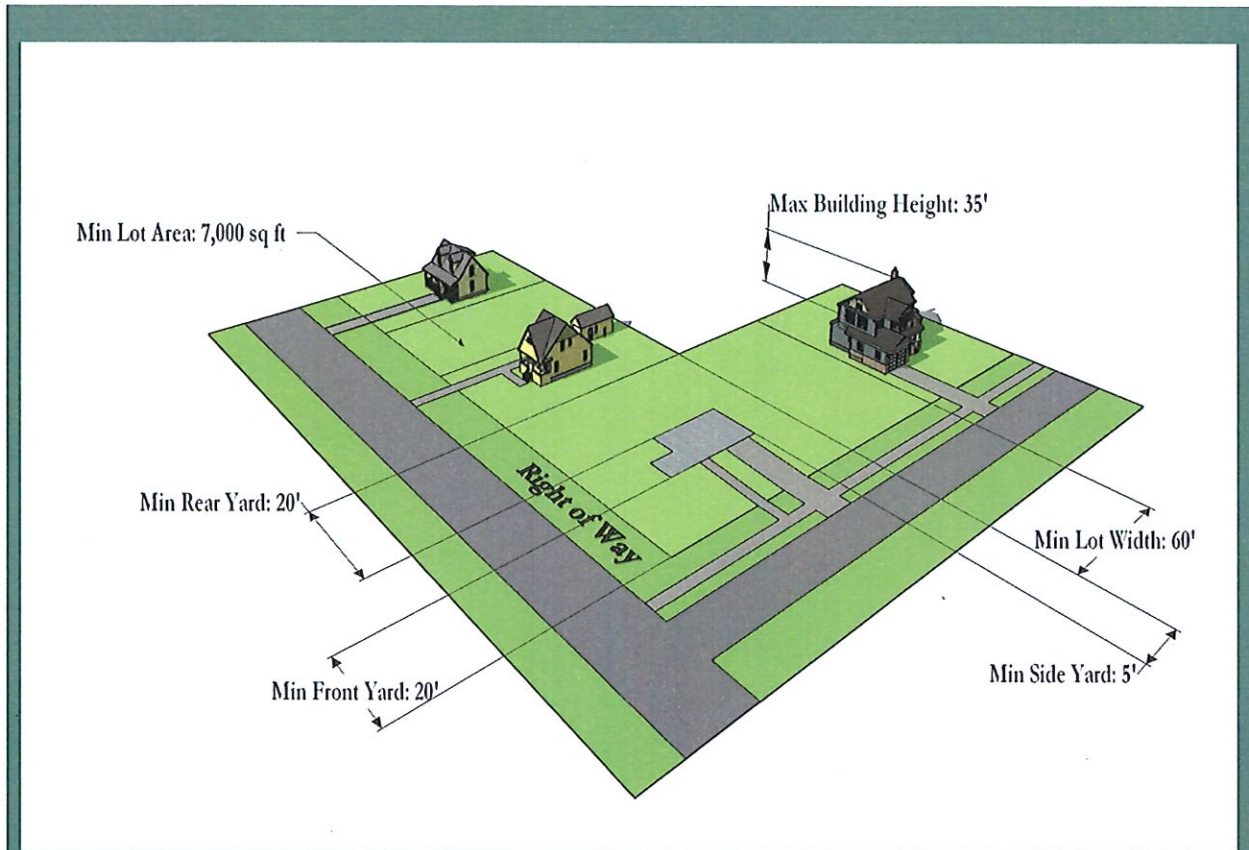 Max Building Height: 35'
Min Lot Area: 7,000 sq ft
Right of Way
Min Rear Yard: 20'
Min Lot Width: 60'
Min Side Yard: 5'
Min Front Yard: 20'